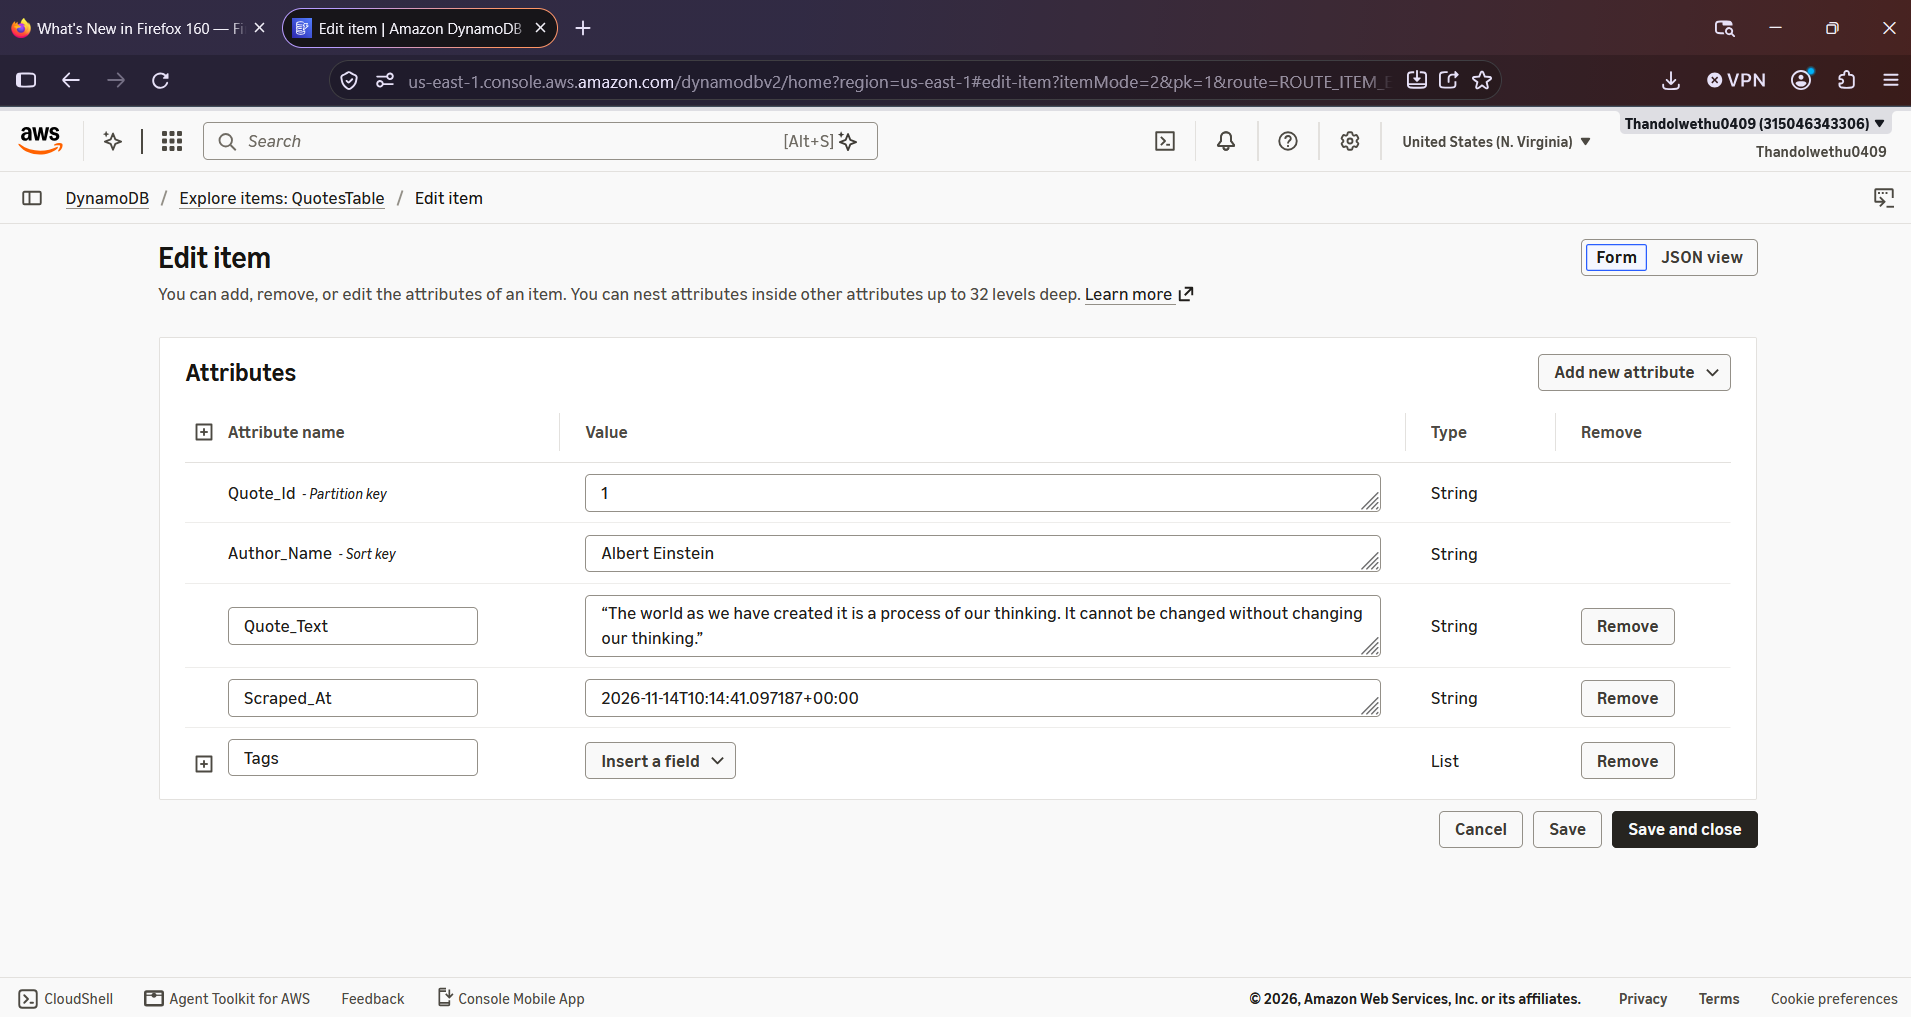 What's New in Firefox 160 — Fi
Edit item | Amazon DynamoDB
us-east-1.console.aws.amazon.com/dynamodbv2/home?region=us-east-1#edit-item?itemMode=2&pk=1&route=ROUTE_ITEM_E
VPN
aws
Search
[Alt+S]
United States (N. Virginia)
Thandolwethu0409 (315046343306)
Thandolwethu0409
DynamoDB / Explore items: QuotesTable / Edit item
Edit item
Form
JSON view
You can add, remove, or edit the attributes of an item. You can nest attributes inside other attributes up to 32 levels deep. Learn more
Attributes
Add new attribute
Attribute name
Value
Type
Remove
Quote_Id - Partition key
1
String
Author_Name - Sort key
Albert Einstein
String
Quote_Text
“The world as we have created it is a process of our thinking. It cannot be changed without changing
our thinking.”
String
Remove
Scraped_At
2026-11-14T10:14:41.097187+00:00
String
Remove
Tags
Insert a field
List
Remove
Cancel
Save
Save and close
CloudShell
Agent Toolkit for AWS
Feedback
Console Mobile App
© 2026, Amazon Web Services, Inc. or its affiliates.
Privacy
Terms
Cookie preferences